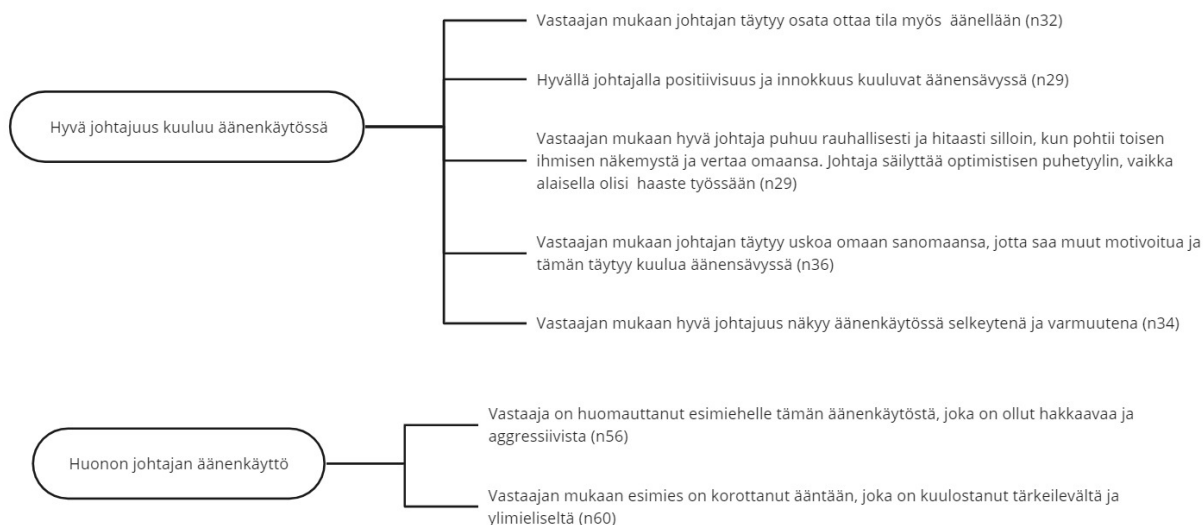 Vastaajan mukaan johtajan täytyy osata ottaa tila myös äänellään (n32)
Hyvällä johtajalla positiivisuus ja innokkuus kuuluvat äänensävyssä (n29)
Hyvä johtajuus kuuluu äänenkäytössä
Vastaajan mukaan hyvä johtaja puhuu rauhallisesti ja hitaasti silloin, kun pohtii toisen
ihmisen näkemystä ja vertaa omaansa. Johtaja säilyttää optimistisen puhetyylin, vaikka
alaisella olisi haaste työssään (n29)
Vastaajan mukaan johtajan täytyy uskoa omaan sanomaansa, jotta saa muut motivoitua ja
tämän täytyy kuulua äänensävyssä (n36)
Vastaajan mukaan hyvä johtajuus näkyy äänenkäytössä selkeytenä ja varmuutena (n34)
Vastaaja on huomauttanut esimiehelle tämän äänenkäytöstä, joka on ollut hakkaavaa ja
aggressiivista (n56)
Huonon johtajan äänenkäyttö
Vastaajan mukaan esimies on korottanut ääntään, joka on kuulostanut tärkeilevältä ja
ylimieliseltä (n60)